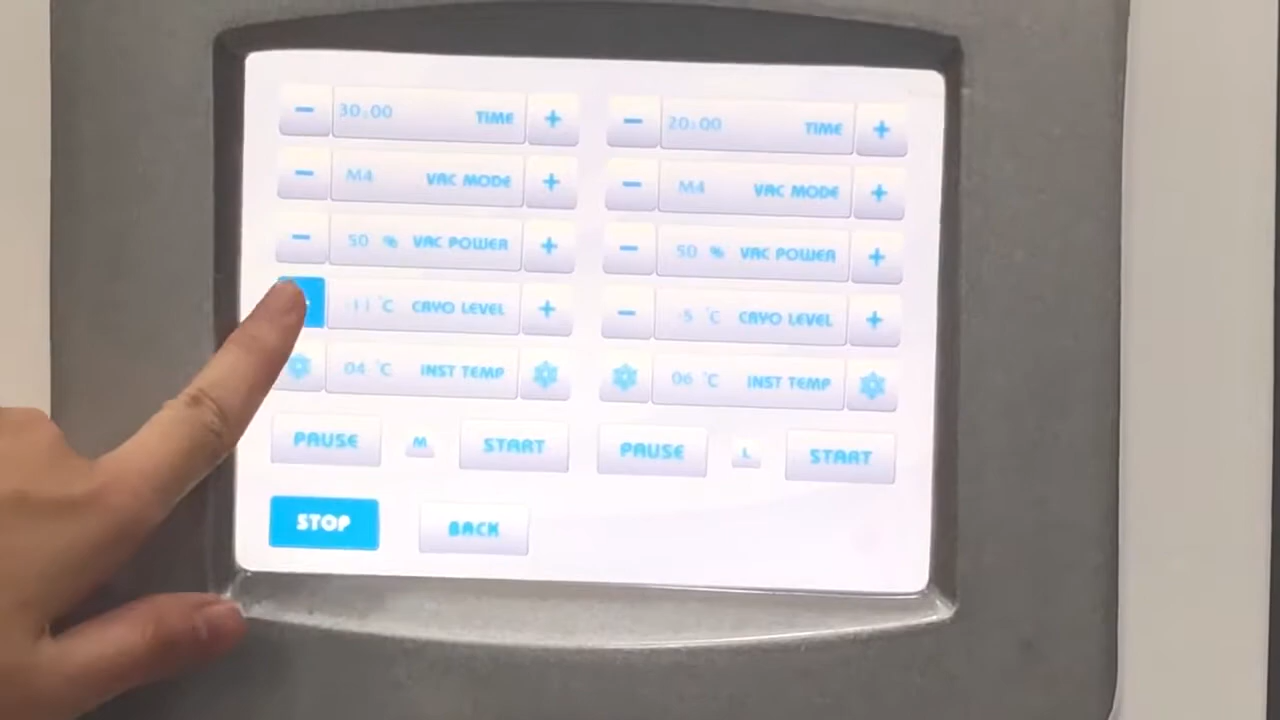 − 30:00 TIME +
− 20:00 TIME +
− M4 VAC MODE +
− M4 VAC MODE +
− 50 % VAC POWER +
− 50 % VAC POWER +
-11 °C CRYO LEVEL +
− -5 °C CRYO LEVEL +
04 °C INST TEMP
06 °C INST TEMP
PAUSE M START
PAUSE L START
STOP BACK